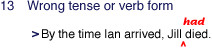 13 Wrong tense or verb form
had
>By the time Ian arrived, Jill died.
^